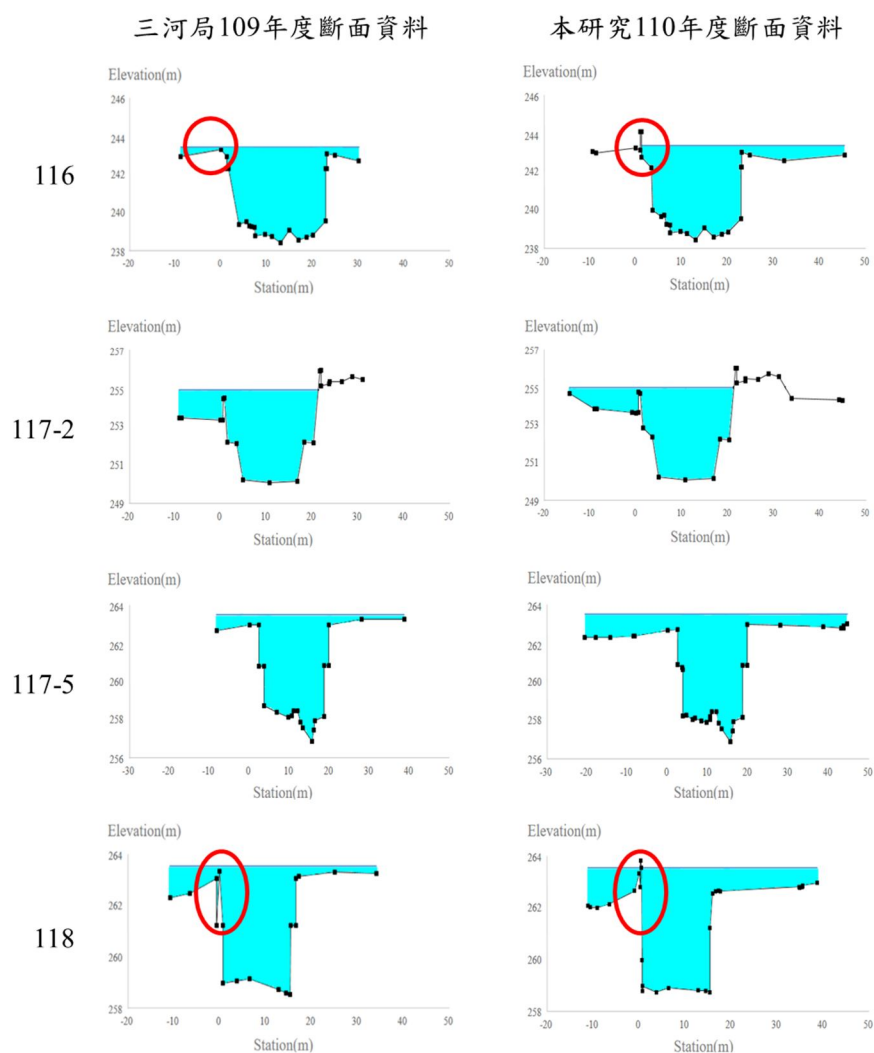 三河局109年度斷面資料
本研究110年度斷面資料
116
Elevation(m)
246
244
242
240
238
-20 -10 0 10 20 30 40 50
Station(m)
Elevation(m)
246
244
242
240
238
-20 -10 0 10 20 30 40 50
Station(m)
117-2
Elevation(m)
257
255
253
251
249
-20 -10 0 10 20 30 40 50
Station(m)
Elevation(m)
257
255
253
251
249
-20 -10 0 10 20 30 40 50
Station(m)
117-5
Elevation(m)
264
262
260
258
256
-30 -20 -10 0 10 20 30 40 50
Station(m)
Elevation(m)
264
262
260
258
256
-30 -20 -10 0 10 20 30 40 50
Station(m)
118
Elevation(m)
264
262
260
258
-20 -10 0 10 20 30 40 50
Station(m)
Elevation(m)
264
262
260
258
-20 -10 0 10 20 30 40 50
Station(m)